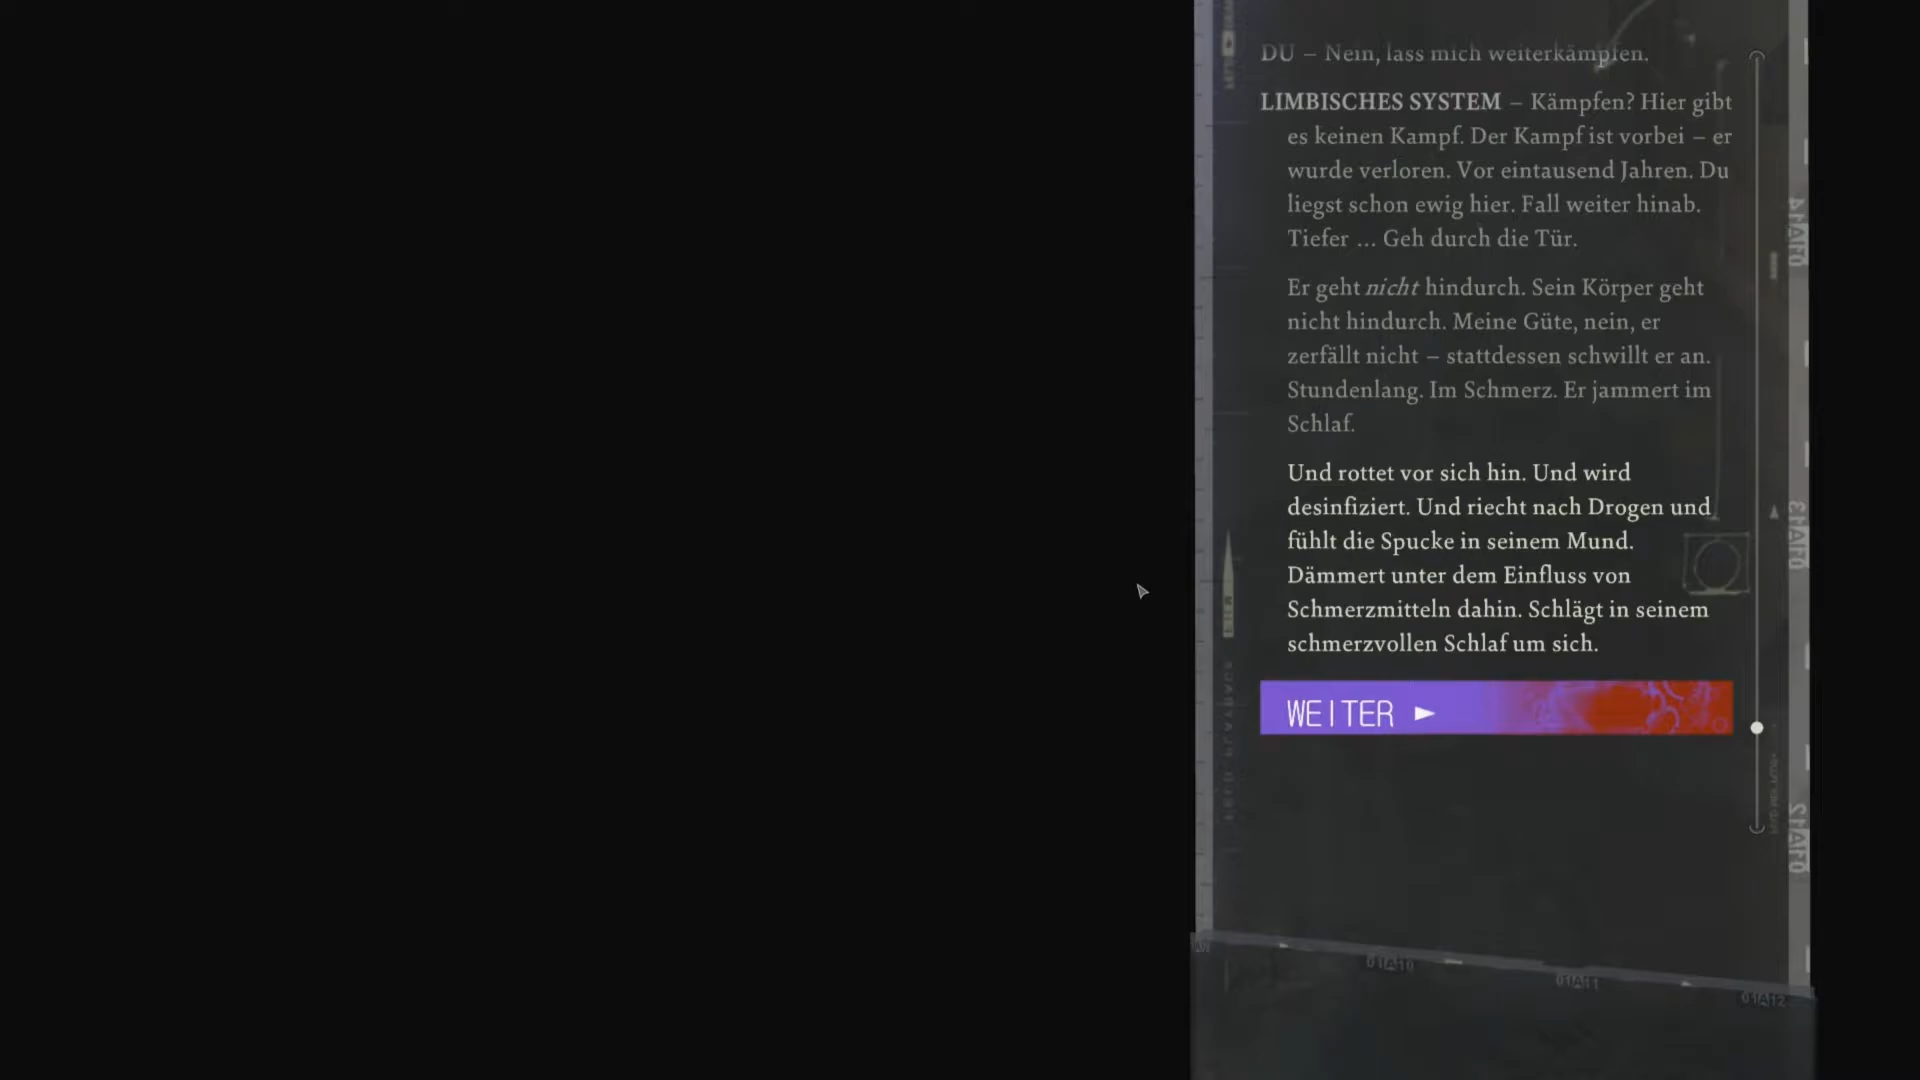 DU – Nein, lass mich weiterkämpfen.
LIMBISCHES SYSTEM – Kämpfen? Hier gibt
es keinen Kampf. Der Kampf ist vorbei – er
wurde verloren. Vor eintausend Jahren. Du
liegst schon ewig hier. Fall weiter hinab.
Tiefer ... Geh durch die Tür.
Er geht nicht hindurch. Sein Körper geht
nicht hindurch. Meine Güte, nein, er
zerfällt nicht – stattdessen schwillt er an.
Stundenlang. Im Schmerz. Er jammert im
Schlaf.
Und rottet vor sich hin. Und wird
desinfiziert. Und riecht nach Drogen und
fühlt die Spucke in seinem Mund.
Dämmert unter dem Einfluss von
Schmerzmitteln dahin. Schlägt in seinem
schmerzvollen Schlaf um sich.
WEITER ►
01A10
01A11
01A12